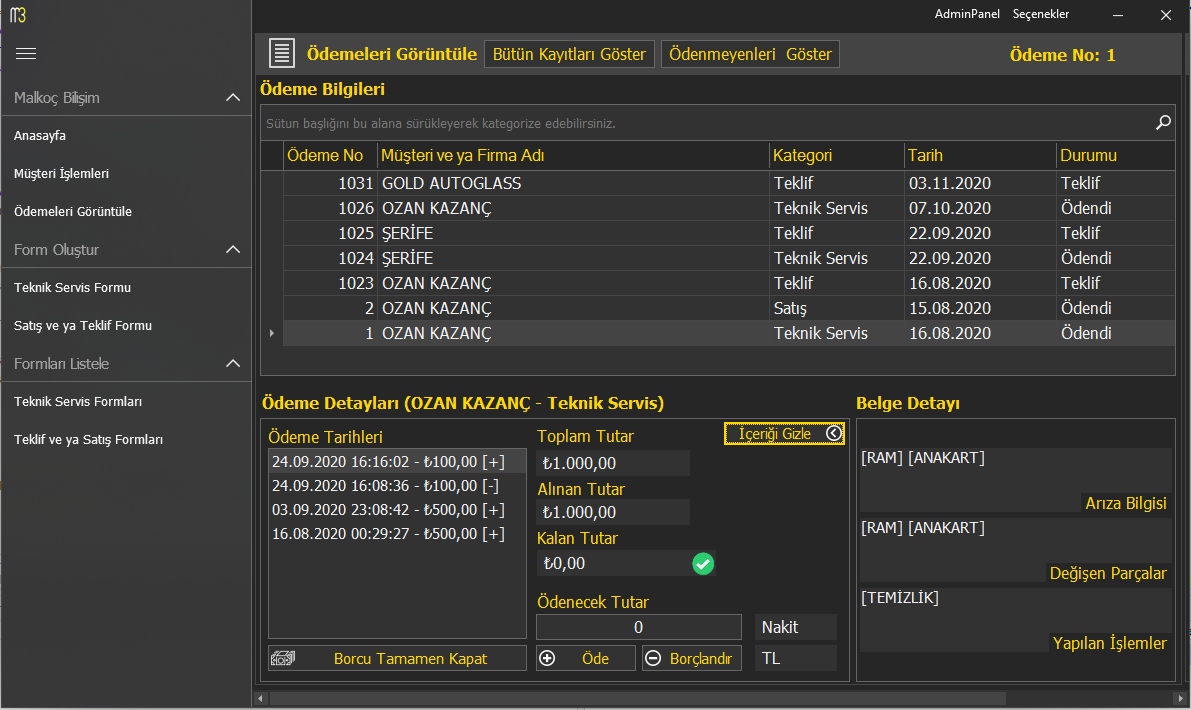 M3
AdminPanel Seçenekler
Malkoç Bilişim
Anasayfa
Müşteri İşlemleri
Ödemeleri Görüntüle
Form Oluştur
Teknik Servis Formu
Satış ve ya Teklif Formu
Formları Listele
Teknik Servis Formları
Teklif ve ya Satış Formları
Ödemeleri Görüntüle Bütün Kayıtları Göster Ödenmeyenleri Göster Ödeme No: 1
Ödeme Bilgileri
Sütun başlığını bu alana sürükleyerek kategorize edebilirsiniz.
Ödeme No Müşteri ve ya Firma Adı Kategori Tarih Durumu
1031 GOLD AUTOGLASS Teklif 03.11.2020 Teklif
1026 OZAN KAZANÇ Teknik Servis 07.10.2020 Ödendi
1025 ŞERİFE Teklif 22.09.2020 Teklif
1024 ŞERİFE Teknik Servis 22.09.2020 Ödendi
1023 OZAN KAZANÇ Teklif 16.08.2020 Teklif
2 OZAN KAZANÇ Satış 15.08.2020 Ödendi
1 OZAN KAZANÇ Teknik Servis 16.08.2020 Ödendi
Ödeme Detayları (OZAN KAZANÇ - Teknik Servis)
Ödeme Tarihleri
24.09.2020 16:16:02 - ₺100,00 [+]
24.09.2020 16:08:36 - ₺100,00 [-]
03.09.2020 23:08:42 - ₺500,00 [+]
16.08.2020 00:29:27 - ₺500,00 [+]
Borcu Tamamen Kapat
Toplam Tutar
İçeriği Gizle
₺1.000,00
Alınan Tutar
₺1.000,00
Kalan Tutar
₺0,00
Ödenecek Tutar
0 Nakit
Öde Borçlandır TL
Belge Detayı
[RAM] [ANAKART]
Arıza Bilgisi
[RAM] [ANAKART]
Değişen Parçalar
[TEMİZLİK]
Yapılan İşlemler